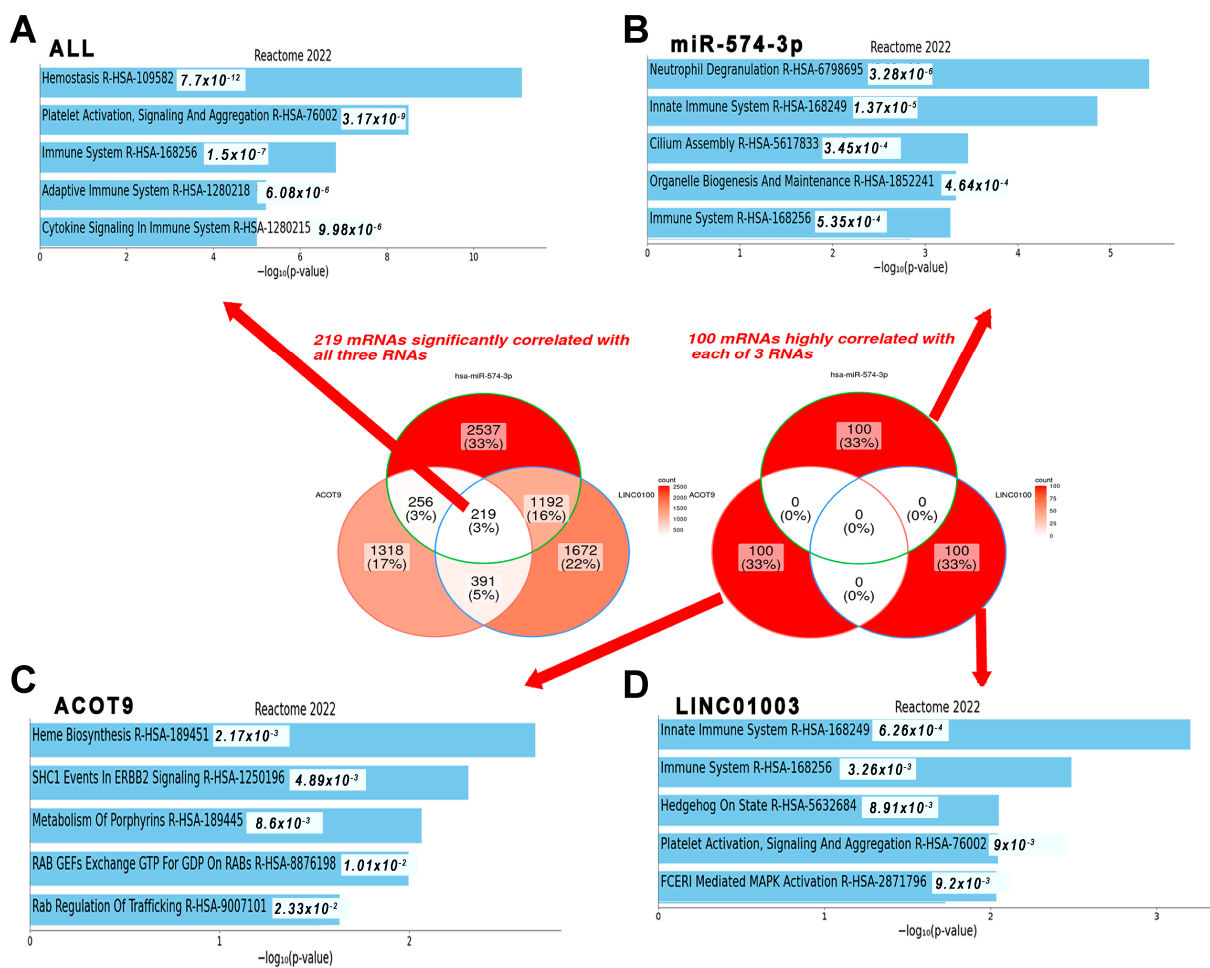 A
ALL
Reactome 2022
Hemostasis R-HSA-109582 7.7x10⁻¹²
Platelet Activation, Signaling And Aggregation R-HSA-76002 3.17x10⁻⁹
Immune System R-HSA-168256 1.5x10⁻⁷
Adaptive Immune System R-HSA-1280218 6.08x10⁻⁶
Cytokine Signaling In Immune System R-HSA-1280215 9.98x10⁻⁶
0 2 4 6 8 10
−log₁₀(p-value)
B
miR-574-3p
Reactome 2022
Neutrophil Degranulation R-HSA-6798695 3.28x10⁻⁶
Innate Immune System R-HSA-168249 1.37x10⁻⁵
Cilium Assembly R-HSA-5617833 3.45x10⁻⁴
Organelle Biogenesis And Maintenance R-HSA-1852241 4.64x10⁻⁴
Immune System R-HSA-168256 5.35x10⁻⁴
0 1 2 3 4 5
−log₁₀(p-value)
219 mRNAs significantly correlated with
all three RNAs
hsa-miR-574-3p
2537
(33%)
ACOT9
LINC0100
256
(3%)
219
(3%)
1192
(16%)
1318
(17%)
1672
(22%)
391
(5%)
count
2500
2000
1500
1000
500
100 mRNAs highly correlated with
each of 3 RNAs
hsa-miR-574-3p
100
(33%)
ACOT9
LINC0100
0
(0%)
0
(0%)
0
(0%)
100
(33%)
100
(33%)
0
(0%)
count
100
75
50
25
0
C
ACOT9
Reactome 2022
Heme Biosynthesis R-HSA-189451 2.17x10⁻³
SHC1 Events In ERBB2 Signaling R-HSA-1250196 4.89x10⁻³
Metabolism Of Porphyrins R-HSA-189445 8.6x10⁻³
RAB GEFs Exchange GTP For GDP On RABs R-HSA-8876198 1.01x10⁻²
Rab Regulation Of Trafficking R-HSA-9007101 2.33x10⁻²
0 1 2
−log₁₀(p-value)
D
LINC01003
Reactome 2022
Innate Immune System R-HSA-168249 6.26x10⁻⁴
Immune System R-HSA-168256 3.26x10⁻³
Hedgehog On State R-HSA-5632684 8.91x10⁻³
Platelet Activation, Signaling And Aggregation R-HSA-76002 9x10⁻³
FCERI Mediated MAPK Activation R-HSA-2871796 9.2x10⁻³
0 1 2 3
−log₁₀(p-value)